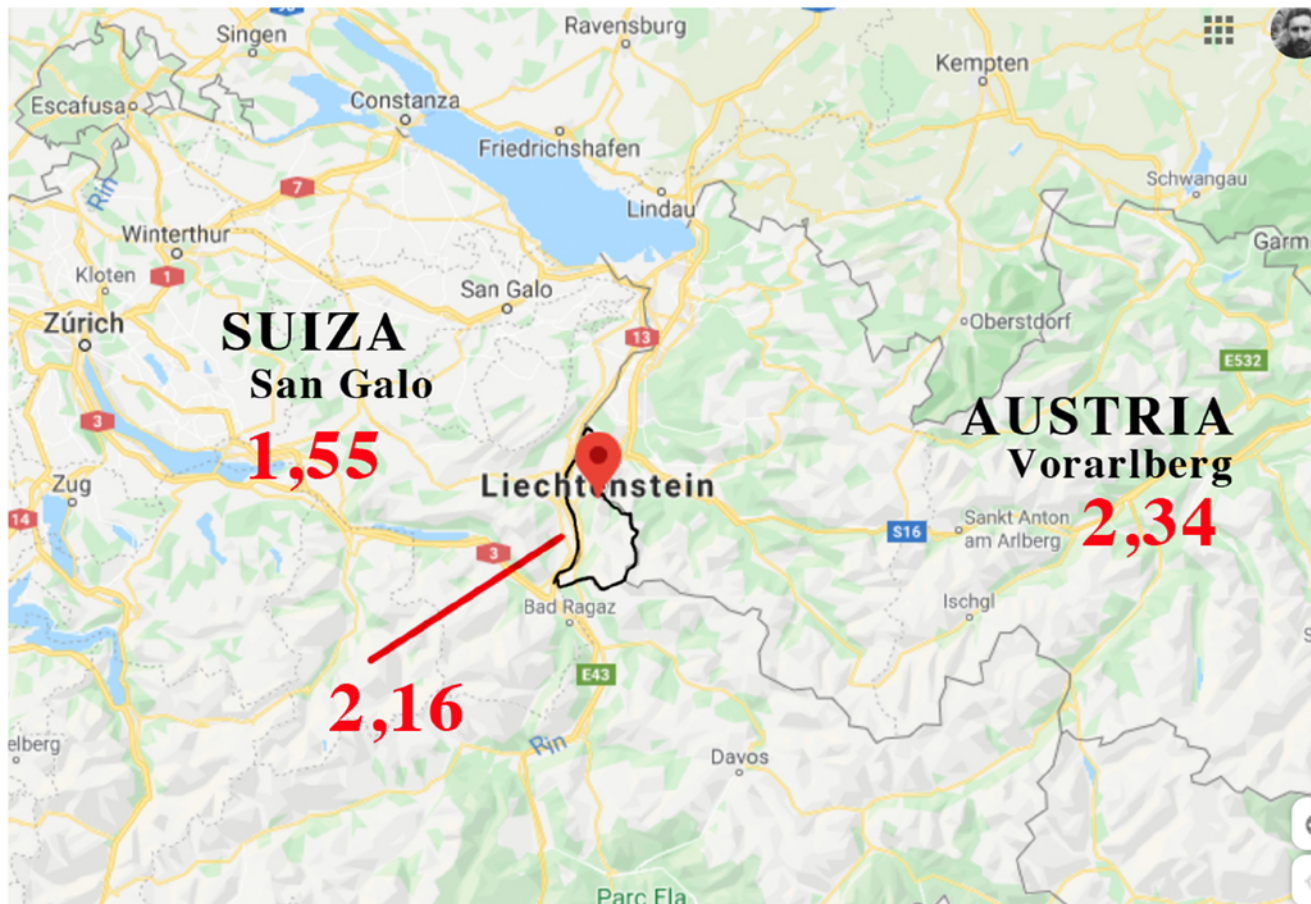 Singen
Ravensburg
Kempten
Escafusa
Constanza
Friedrichshafen
Schwangau
Rin
7
Lindau
Winterthur
Garm
Kloten
1
San Galo
Zúrich
SUIZA
13
Oberstdorf
San Galo
E532
3
AUSTRIA
1,55
Vorarlberg
Zug
Liechtenstein
2,34
14
S16
Sankt Anton
am Arlberg
3
Bad Ragaz
Ischgl
E43
2,16
Rin
elberg
Davos
Parc Ela